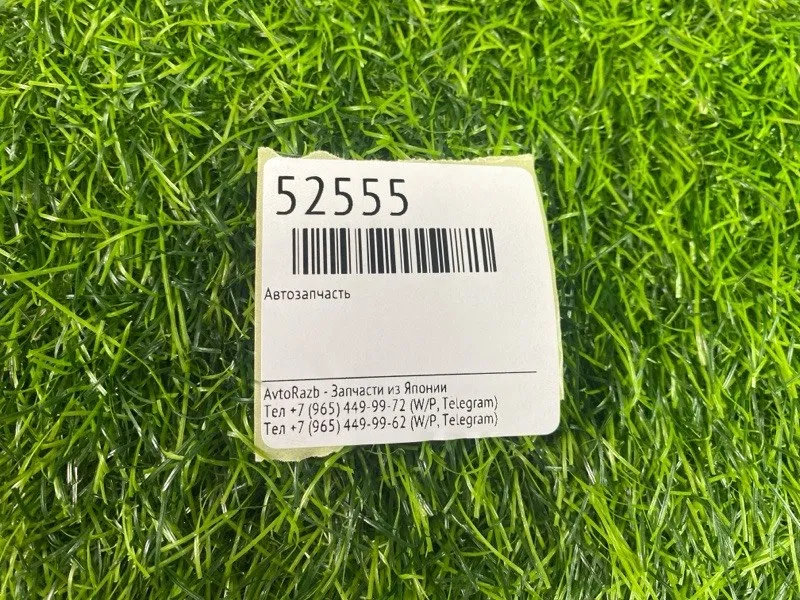 52555
Автозапчасть
AvtoRazb - Запчасти из Японии
Тел +7 (965) 449-99-72 (W/P, Telegram)
Тел +7 (965) 449-99-62 (W/P, Telegram)